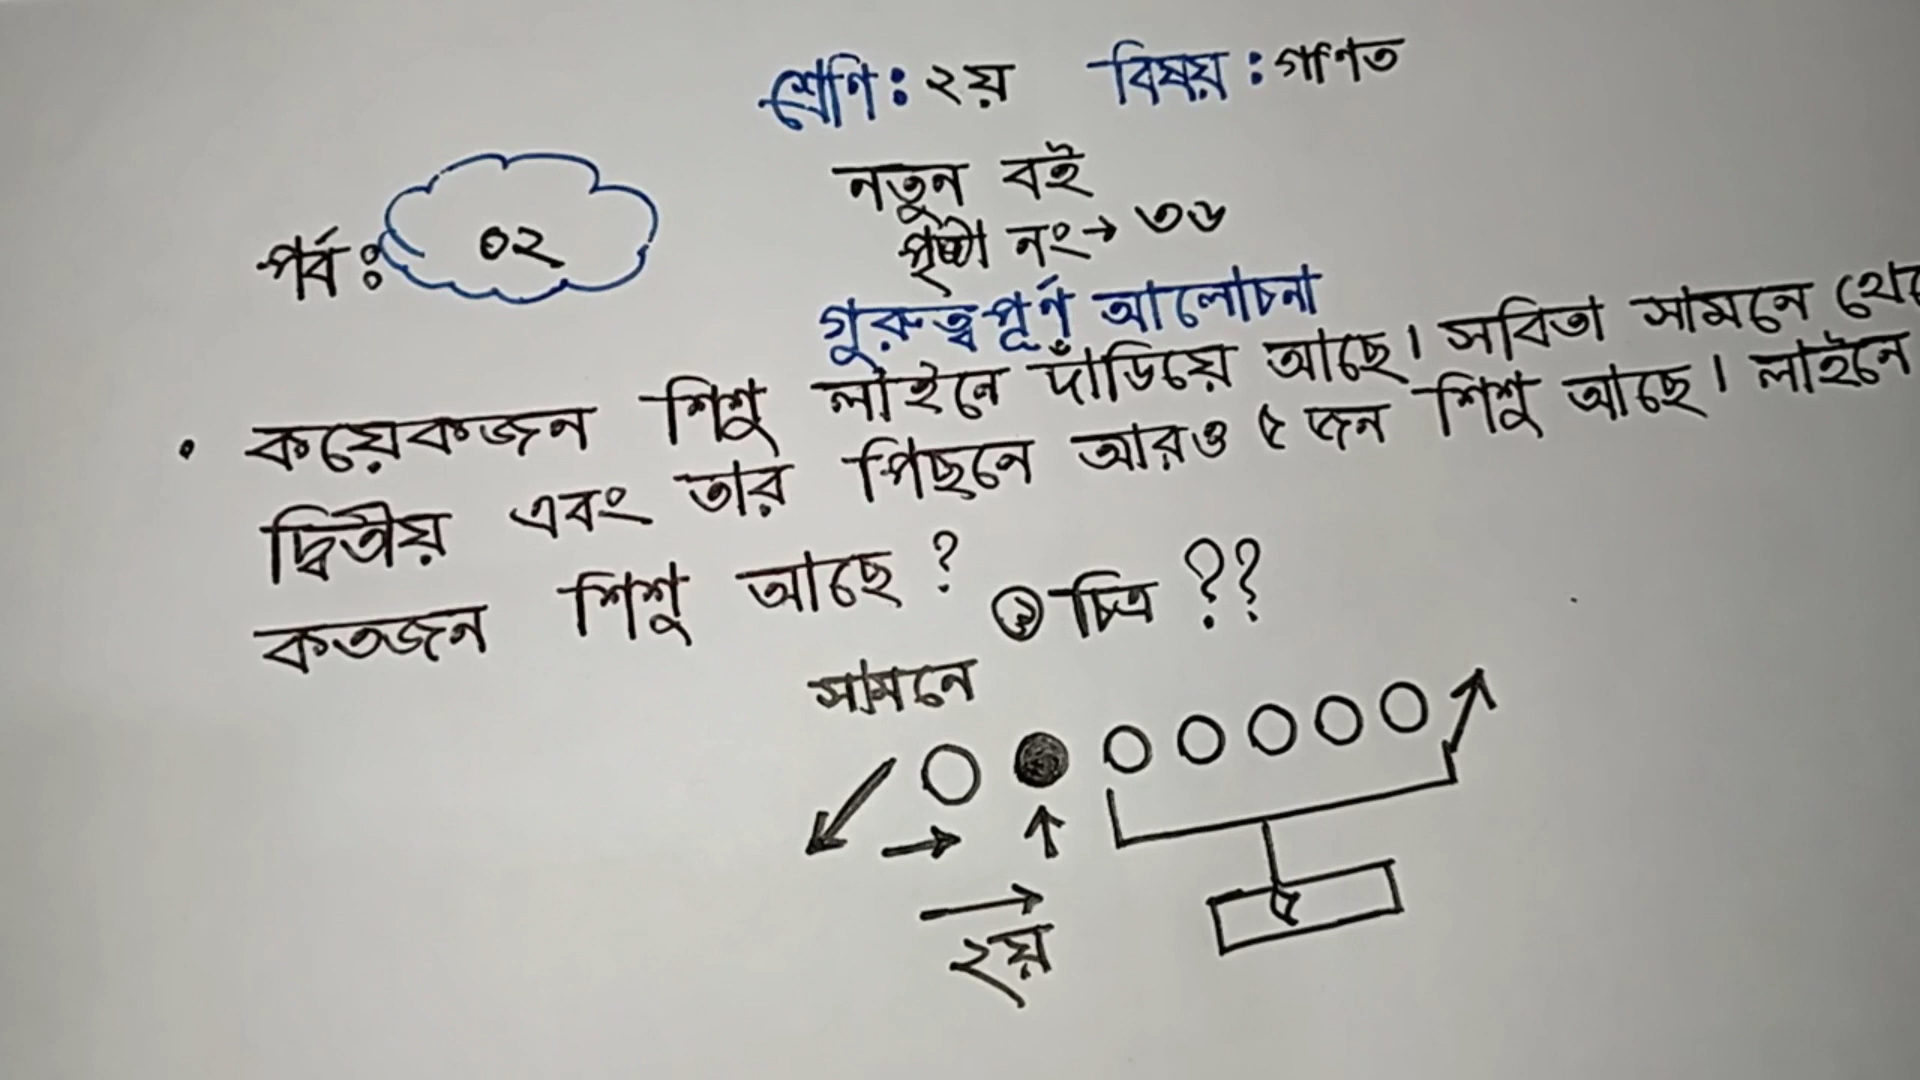 শ্রেণি: ২য় বিষয়: গণিত
নতুন বই
পৃষ্ঠা নং→ ৩৬
পর্ব: ০২
গুরুত্বপূর্ণ আলোচনা
• কয়েকজন শিশু লাইনে দাঁড়িয়ে আছে। সবিতা সামনে থেকে
দ্বিতীয় এবং তার পিছনে আরও ৫ জন শিশু আছে। লাইনে
কতজন শিশু আছে?
চিত্র ??
সামনে
২য়
৫